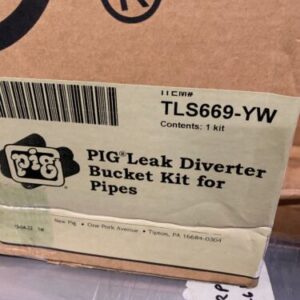 ®
ITEM#
TLS669-YW
Contents: 1 kit
pig
PIG® Leak Diverter
Bucket Kit for
Pipes
New Pig • One Pork Avenue • Tipton, PA 16684-0304